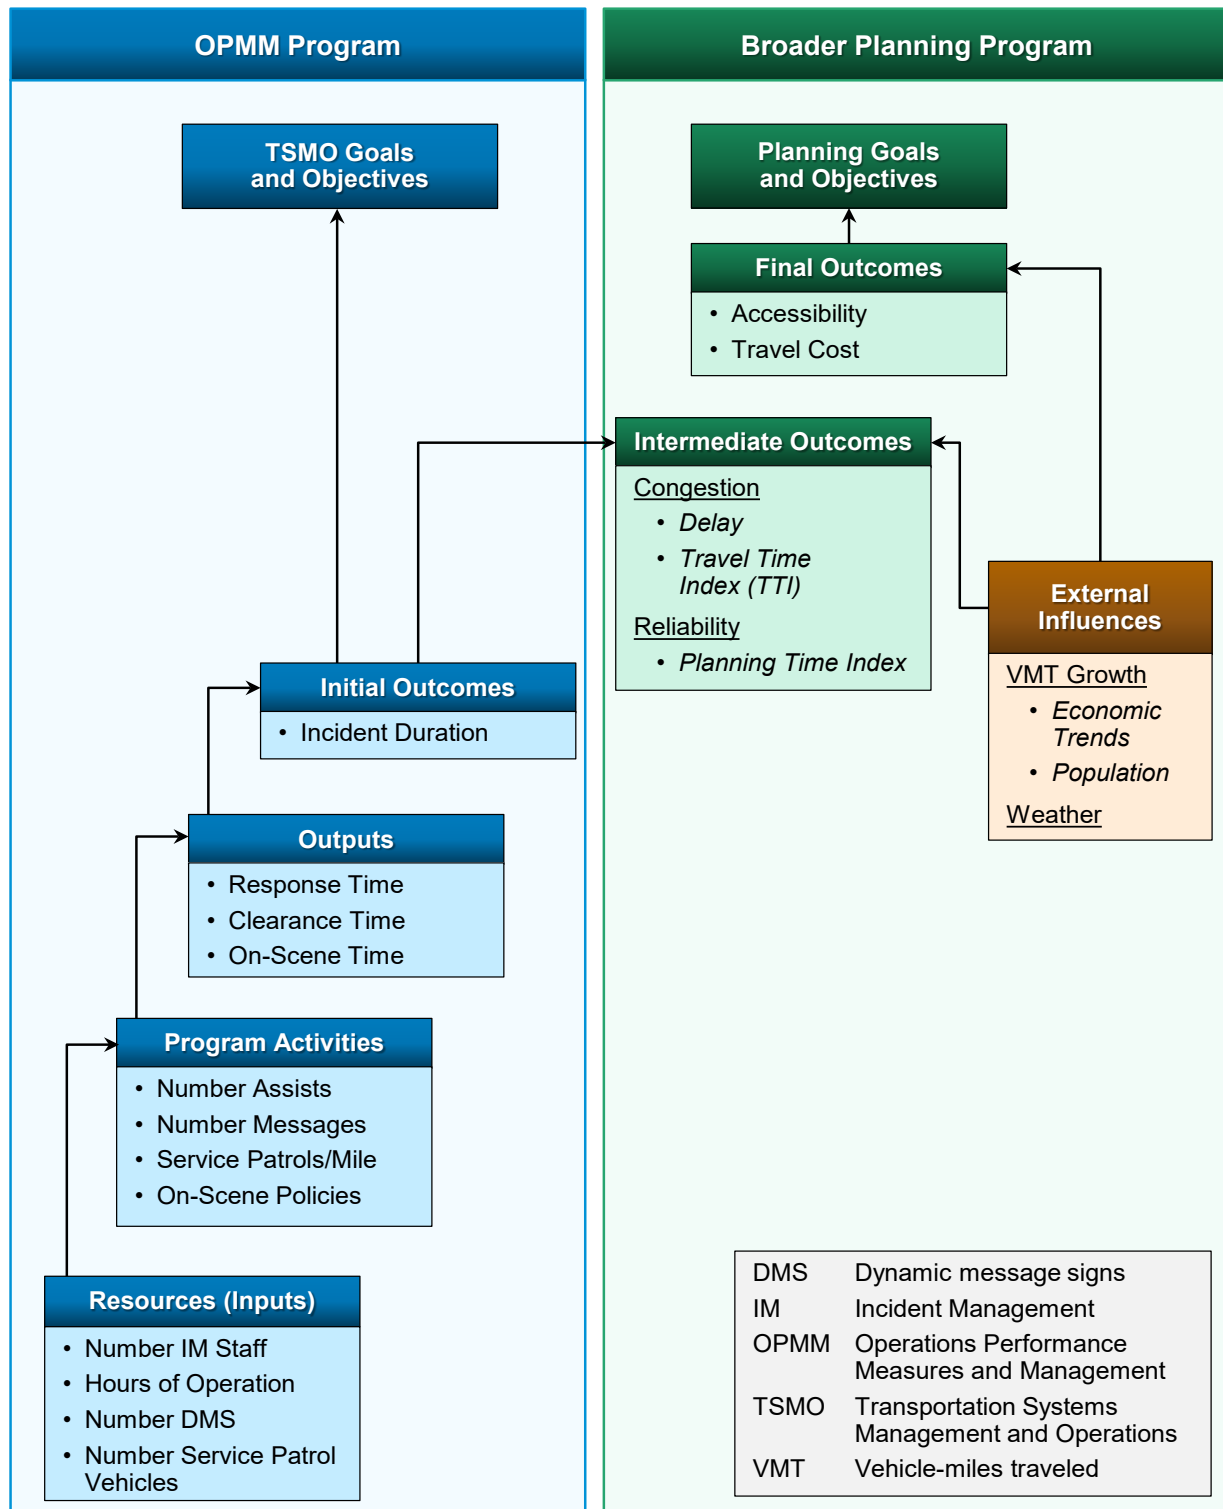 OPMM Program
TSMO Goals
and Objectives
Initial Outcomes
• Incident Duration
Outputs
• Response Time
• Clearance Time
• On-Scene Time
Program Activities
• Number Assists
• Number Messages
• Service Patrols/Mile
• On-Scene Policies
Resources (Inputs)
• Number IM Staff
• Hours of Operation
• Number DMS
• Number Service Patrol
Vehicles
Broader Planning Program
Planning Goals
and Objectives
Final Outcomes
• Accessibility
• Travel Cost
Intermediate Outcomes
Congestion
• Delay
• Travel Time
Index (TTI)
Reliability
• Planning Time Index
External
Influences
VMT Growth
• Economic
Trends
• Population
Weather
DMS Dynamic message signs
IM Incident Management
OPMM Operations Performance
Measures and Management
TSMO Transportation Systems
Management and Operations
VMT Vehicle-miles traveled